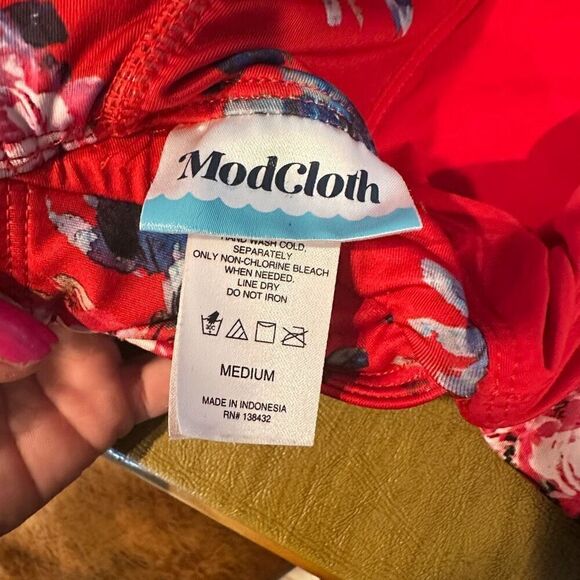 ModCloth
HAND WASH COLD,
SEPARATELY
ONLY NON-CHLORINE BLEACH
WHEN NEEDED.
LINE DRY
DO NOT IRON
MEDIUM
MADE IN INDONESIA
RN# 138432